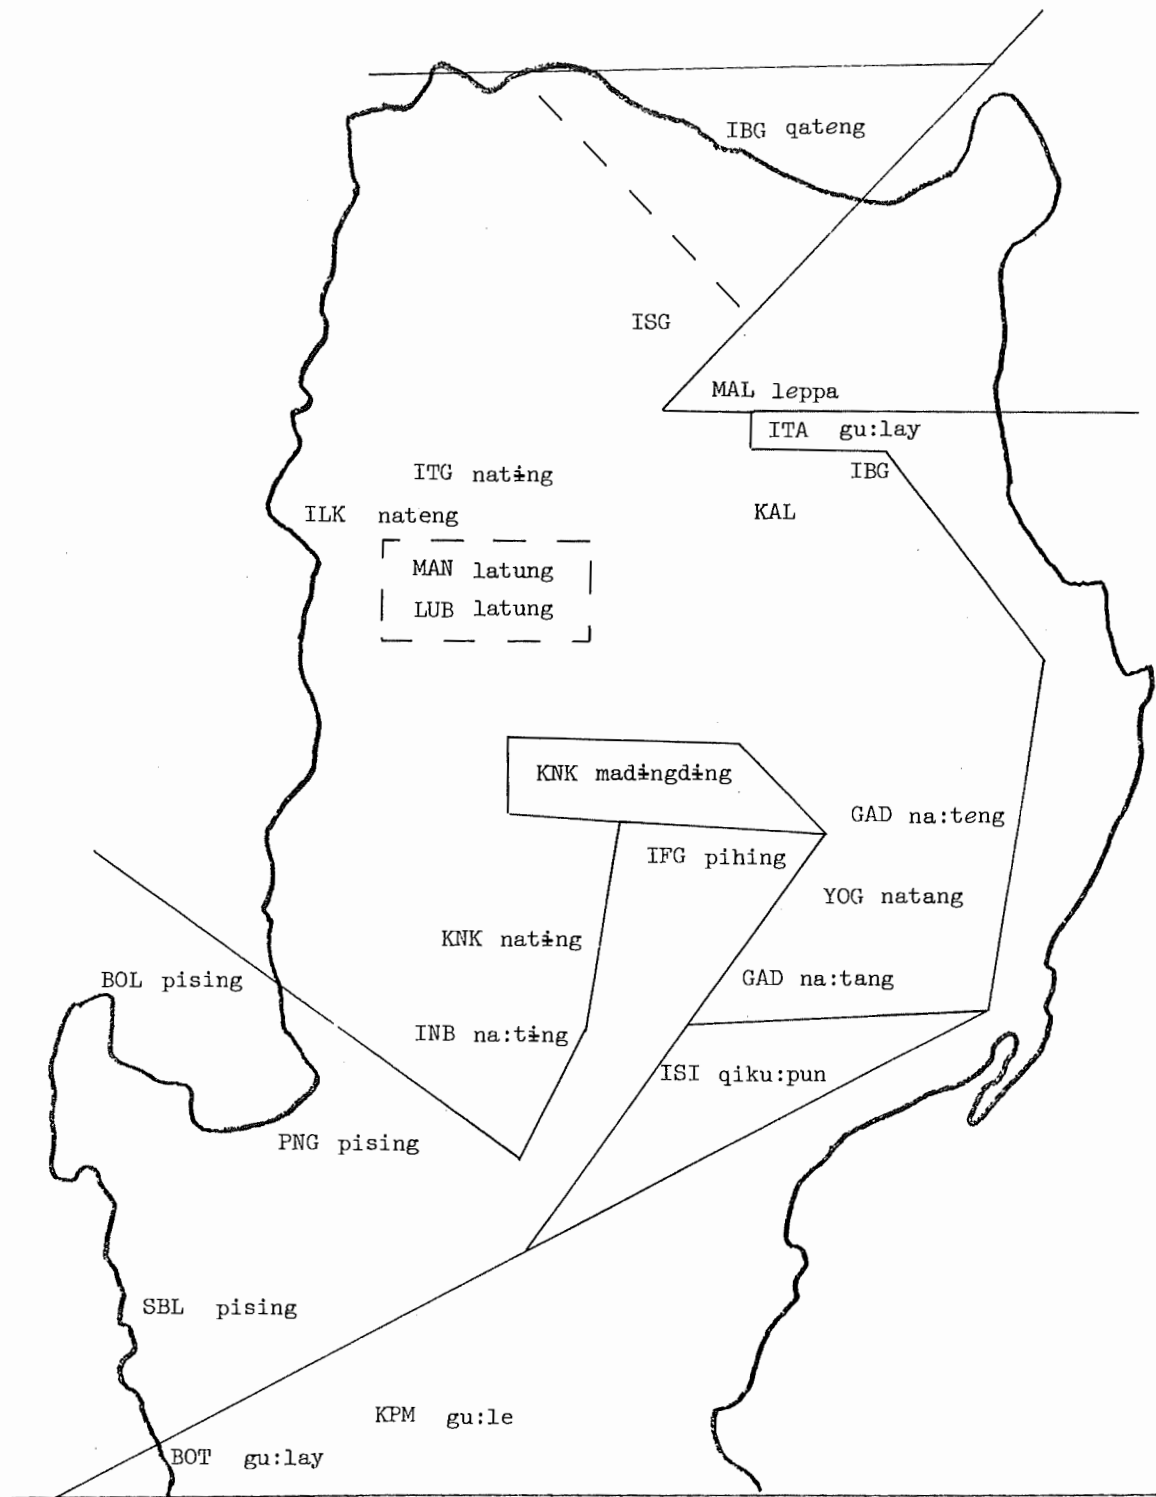 IBG qateng
ISG
MAL leppa
ITA gu:lay
IBG
ITG natɨng
KAL
ILK nateng
MAN latung
LUB latung
KNK madɨngdɨng
GAD na:teng
IFG pihing
YOG natang
KNK natɨng
BOL pising
GAD na:tang
INB na:tɨng
ISI qiku:pun
PNG pising
SBL pising
KPM gu:le
BOT gu:lay